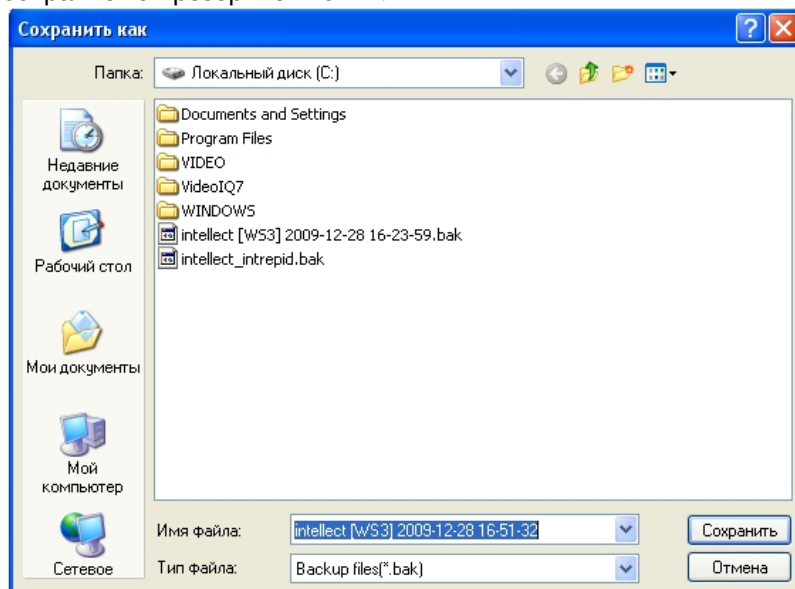 Сохранить как
Папка:
Локальный диск (C:)
Недавние документы
Рабочий стол
Мои документы
Мой компьютер
Сетевое
Documents and Settings
Program Files
VIDEO
VideoIQ7
WINDOWS
intellect [WS3] 2009-12-28 16-23-59.bak
intellect_intrepid.bak
Имя файла:
intellect [WS3] 2009-12-28 16-51-32
Сохранить
Тип файла:
Backup files(*.bak)
Отмена